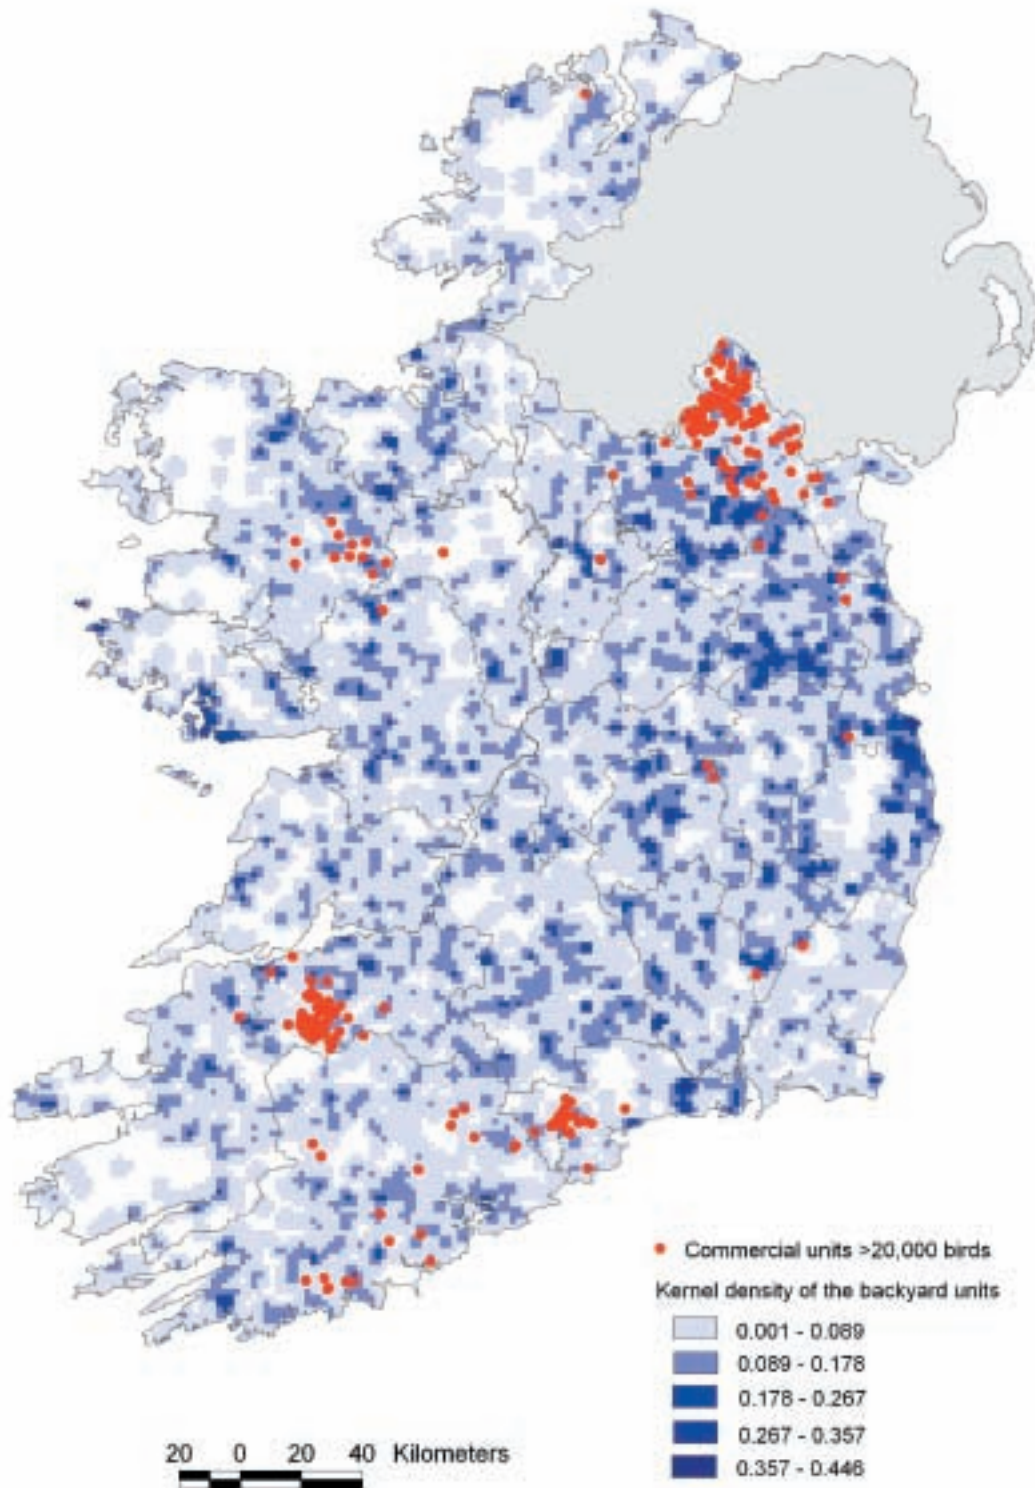 Commercial units >20,000 birds
Kernel density of the backyard units
0.001 - 0.089
0.089 - 0.178
0.178 - 0.267
0.267 - 0.357
0.357 - 0.446
20 0 20 40 Kilometers